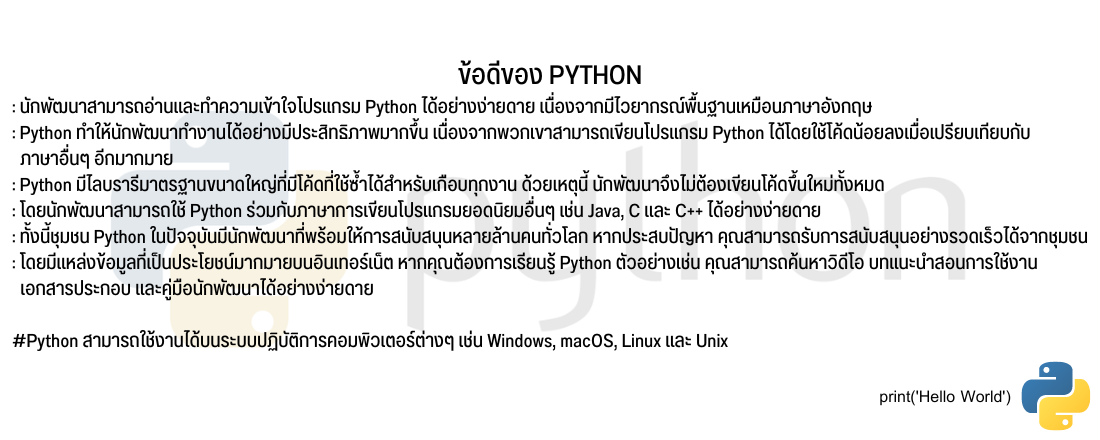 ข้อดีของ PYTHON
: นักพัฒนาสามารถอ่านและทำความเข้าใจโปรแกรม Python ได้อย่างง่ายดาย เนื่องจากมีไวยากรณ์พื้นฐานเหมือนภาษาอังกฤษ
: Python ทำให้นักพัฒนาทำงานได้อย่างมีประสิทธิภาพมากขึ้น เนื่องจากพวกเขาสามารถเขียนโปรแกรม Python ได้โดยใช้โค้ดน้อยลงเมื่อเปรียบเทียบกับ
ภาษาอื่นๆ อีกมากมาย
: Python มีไลบรารีมาตรฐานขนาดใหญ่ที่มีโค้ดที่ใช้ซ้ำได้สำหรับเกือบทุกงาน ด้วยเหตุนี้ นักพัฒนาจึงไม่ต้องเขียนโค้ดขึ้นใหม่ทั้งหมด
: โดยนักพัฒนาสามารถใช้ Python ร่วมกับภาษาการเขียนโปรแกรมยอดนิยมอื่นๆ เช่น Java, C และ C++ ได้อย่างง่ายดาย
: ทั้งนี้ชุมชน Python ในปัจจุบันมีนักพัฒนาที่พร้อมให้การสนับสนุนหลายล้านคนทั่วโลก หากประสบปัญหา คุณสามารถรับการสนับสนุนอย่างรวดเร็วได้จากชุมชน
: โดยมีแหล่งข้อมูลที่เป็นประโยชน์มากมายบนอินเทอร์เน็ต หากคุณต้องการเรียนรู้ Python ตัวอย่างเช่น คุณสามารถค้นหาวิดีโอ บทแนะนำสอนการใช้งาน
เอกสารประกอบ และคู่มือนักพัฒนาได้อย่างง่ายดาย
#Python สามารถใช้งานได้บนระบบปฏิบัติการคอมพิวเตอร์ต่างๆ เช่น Windows, macOS, Linux และ Unix
python
print('Hello World')